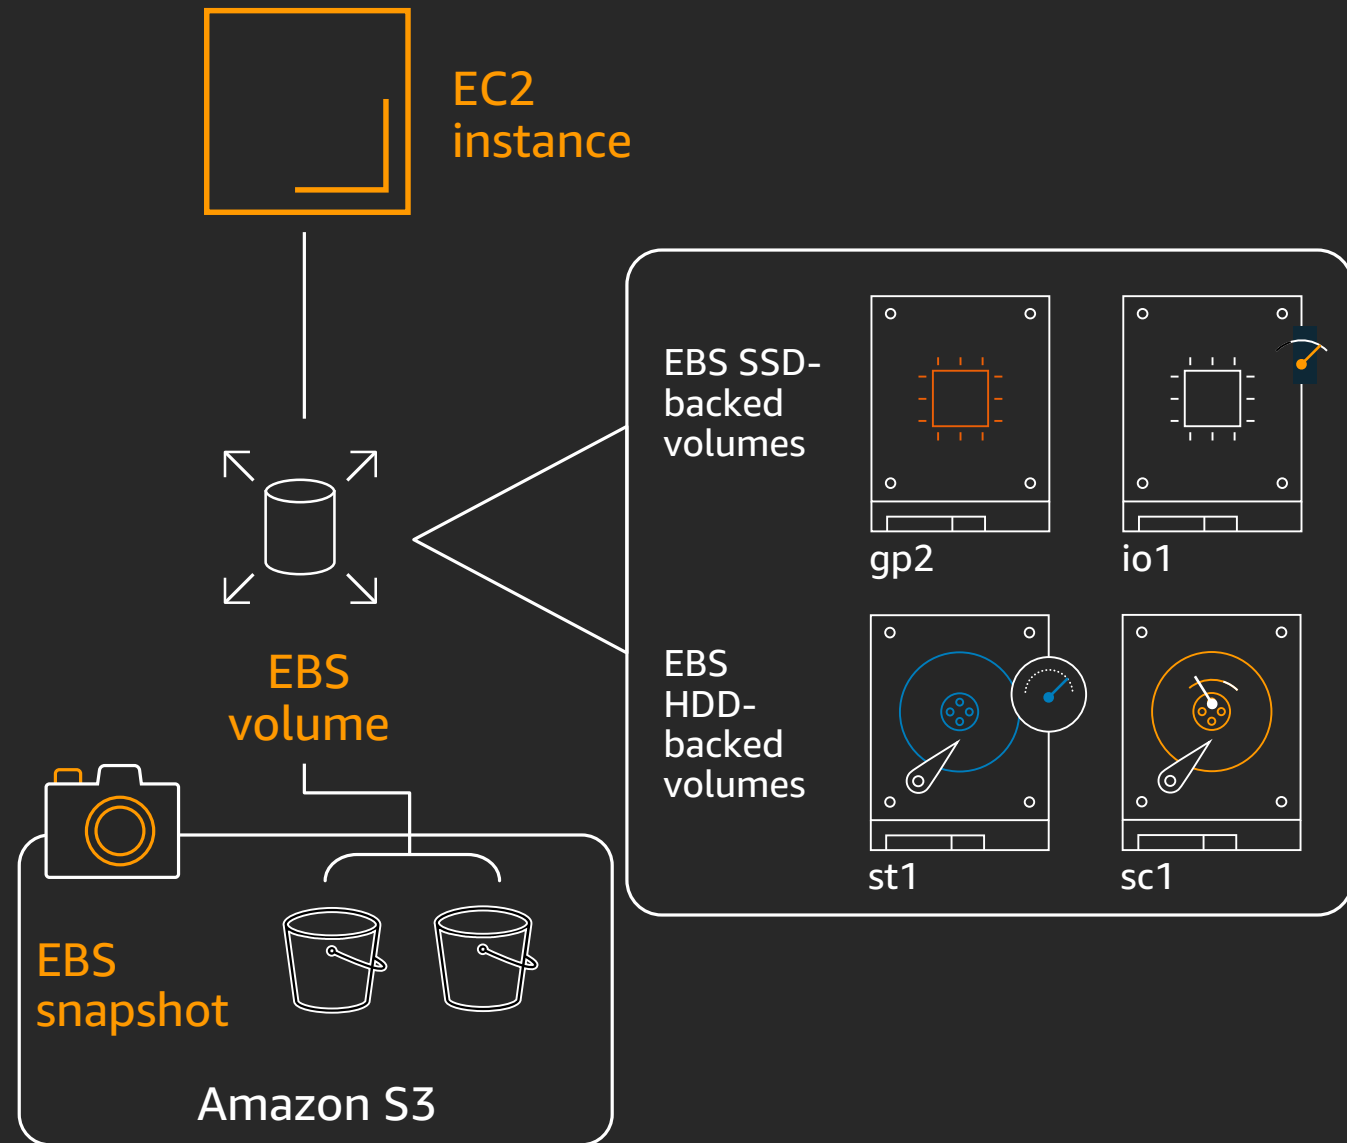 EC2
instance
EBS SSD-
backed
volumes
gp2
io1
EBS
HDD-
backed
volumes
st1
sc1
EBS
volume
EBS
snapshot
Amazon S3